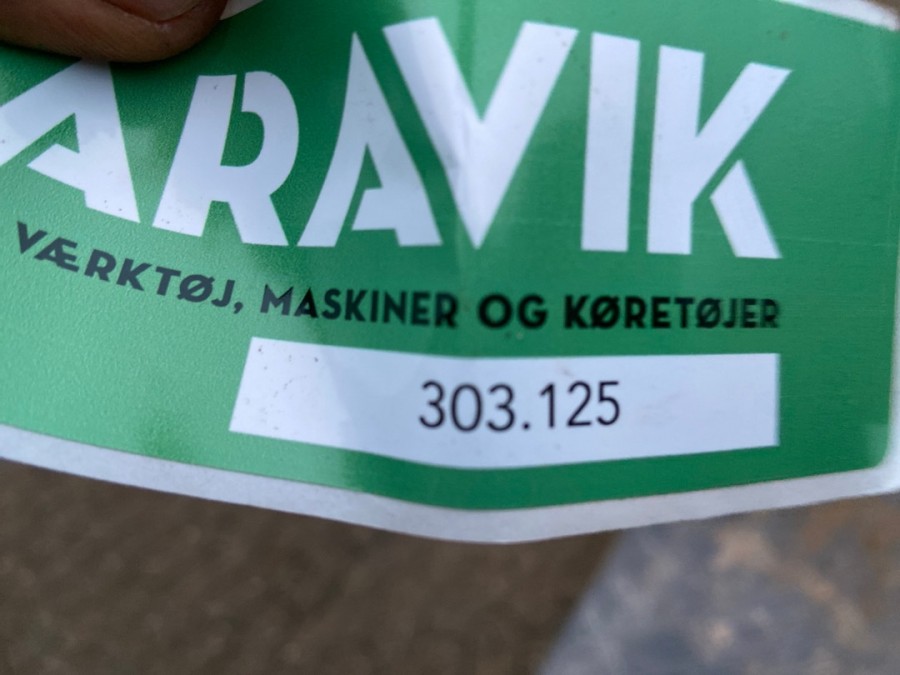 ARAVIK
VÆRKTØJ, MASKINER OG KØRETØJER
303.125